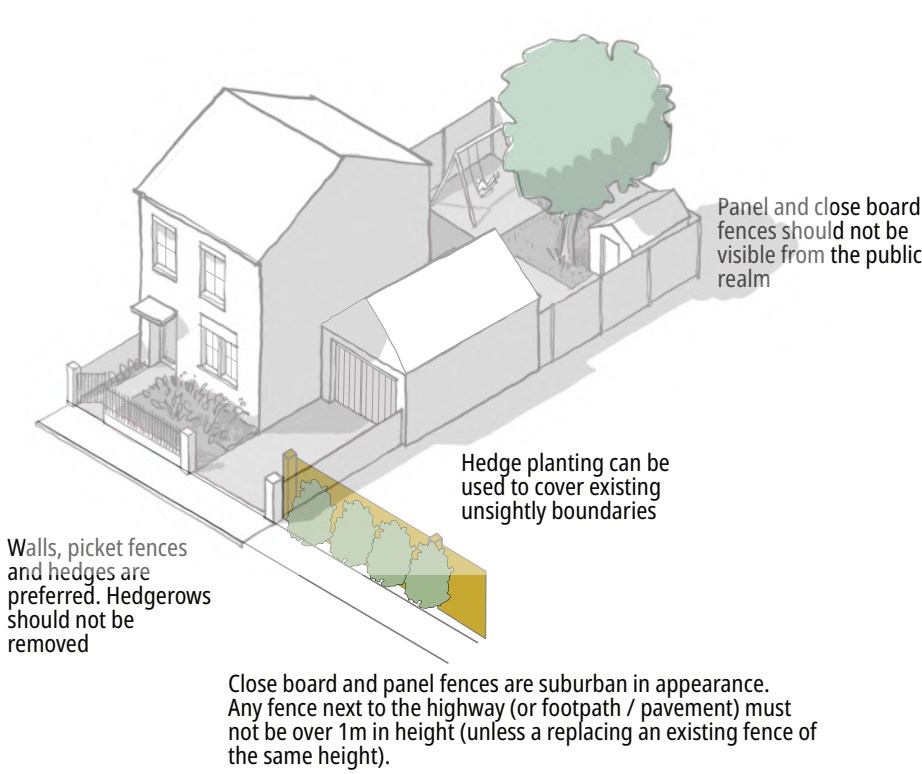 Panel and close board
fences should not be
visible from the public
realm
Hedge planting can be
used to cover existing
unsightly boundaries
Walls, picket fences
and hedges are
preferred. Hedgerows
should not be
removed
Close board and panel fences are suburban in appearance.
Any fence next to the highway (or footpath / pavement) must
not be over 1m in height (unless a replacing an existing fence of
the same height).